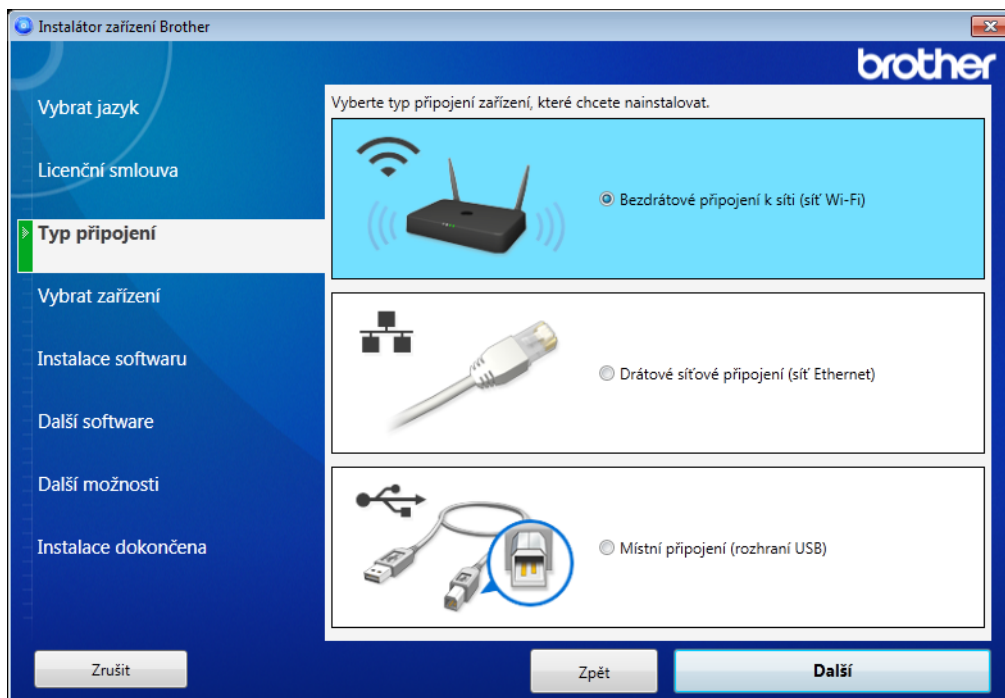 Instalátor zařízení Brother
brother
Vybrat jazyk
Licenční smlouva
Typ připojení
Vybrat zařízení
Instalace softwaru
Další software
Další možnosti
Instalace dokončena
Vyberte typ připojení zařízení, které chcete nainstalovat.
Bezdrátové připojení k síti (síť Wi-Fi)
Drátové síťové připojení (síť Ethernet)
Místní připojení (rozhraní USB)
Zrušit
Zpět
Další